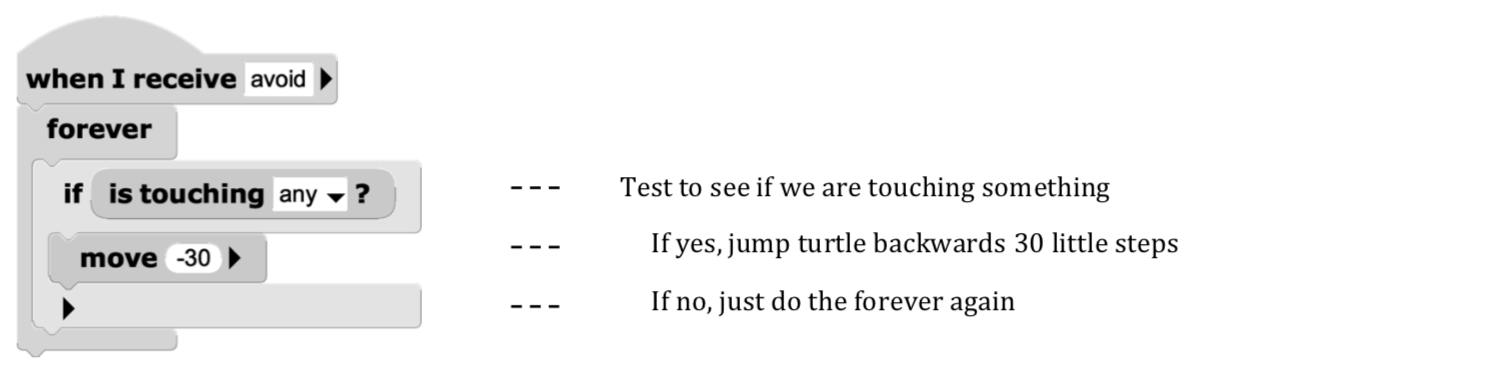 when I receive avoid
forever
if is touching any ?
--- Test to see if we are touching something
move -30
--- If yes, jump turtle backwards 30 little steps
--- If no, just do the forever again